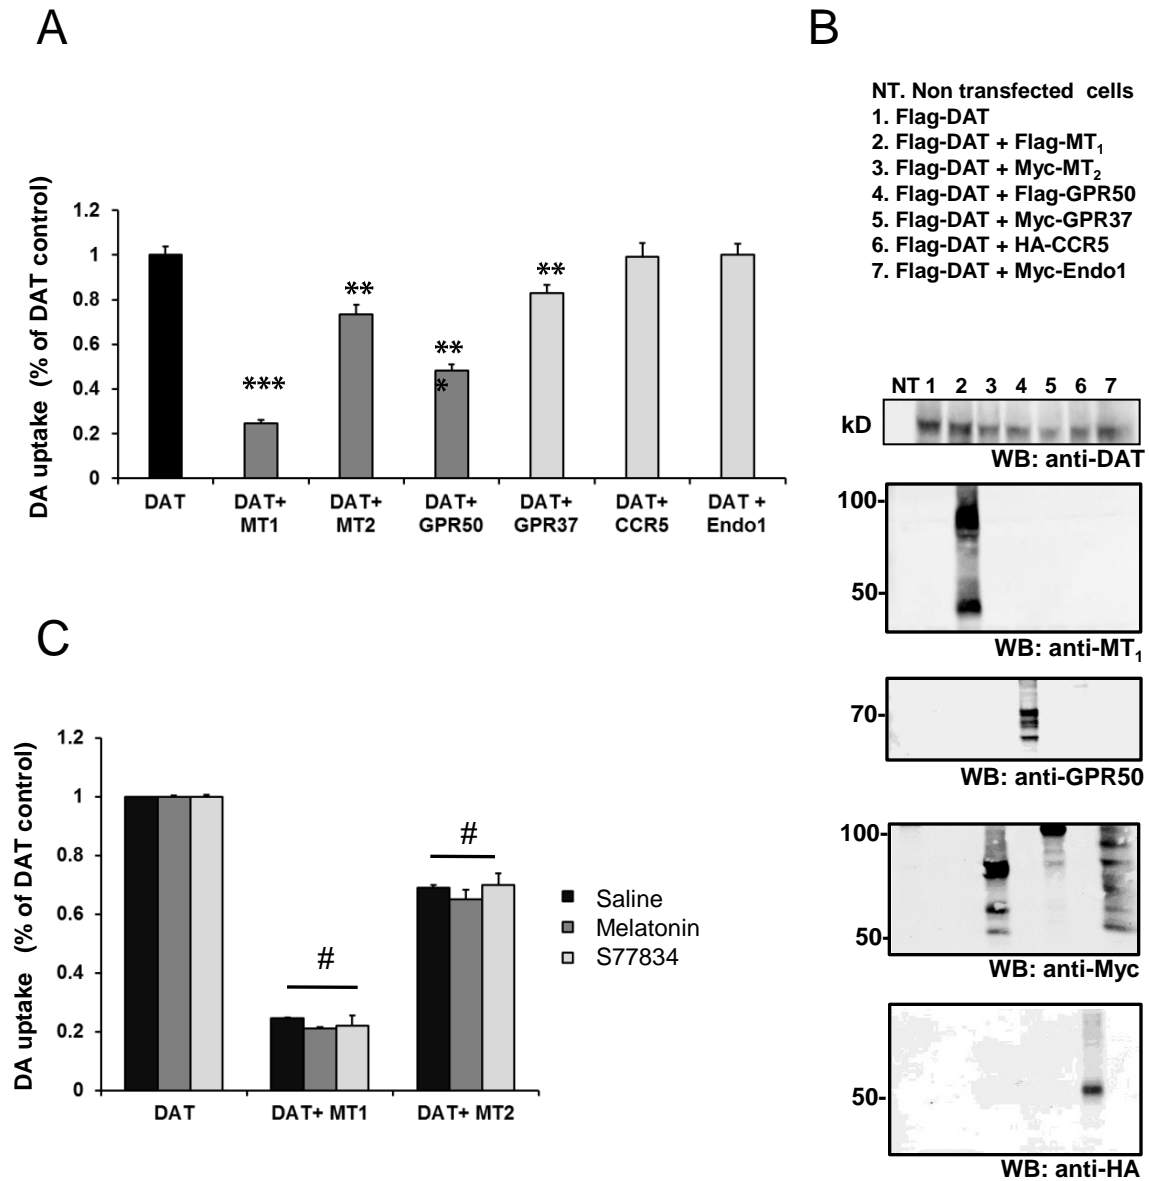 A
DA uptake (% of DAT control)
1.2
1
0.8
0.6
0.4
0.2
0
***
**
**
*
**
DAT
DAT+
MT1
DAT+
MT2
DAT+
GPR50
DAT+
GPR37
DAT+
CCR5
DAT +
Endo1
B
NT. Non transfected cells
1. Flag-DAT
2. Flag-DAT + Flag-MT₁
3. Flag-DAT + Myc-MT₂
4. Flag-DAT + Flag-GPR50
5. Flag-DAT + Myc-GPR37
6. Flag-DAT + HA-CCR5
7. Flag-DAT + Myc-Endo1
NT 1 2 3 4 5 6 7
kD
WB: anti-DAT
100-
50-
WB: anti-MT₁
70-
WB: anti-GPR50
100-
50-
WB: anti-Myc
50-
WB: anti-HA
C
DA uptake (% of DAT control)
1.2
1
0.8
0.6
0.4
0.2
0
#
#
DAT
DAT+ MT1
DAT+ MT2
Saline
Melatonin
S77834